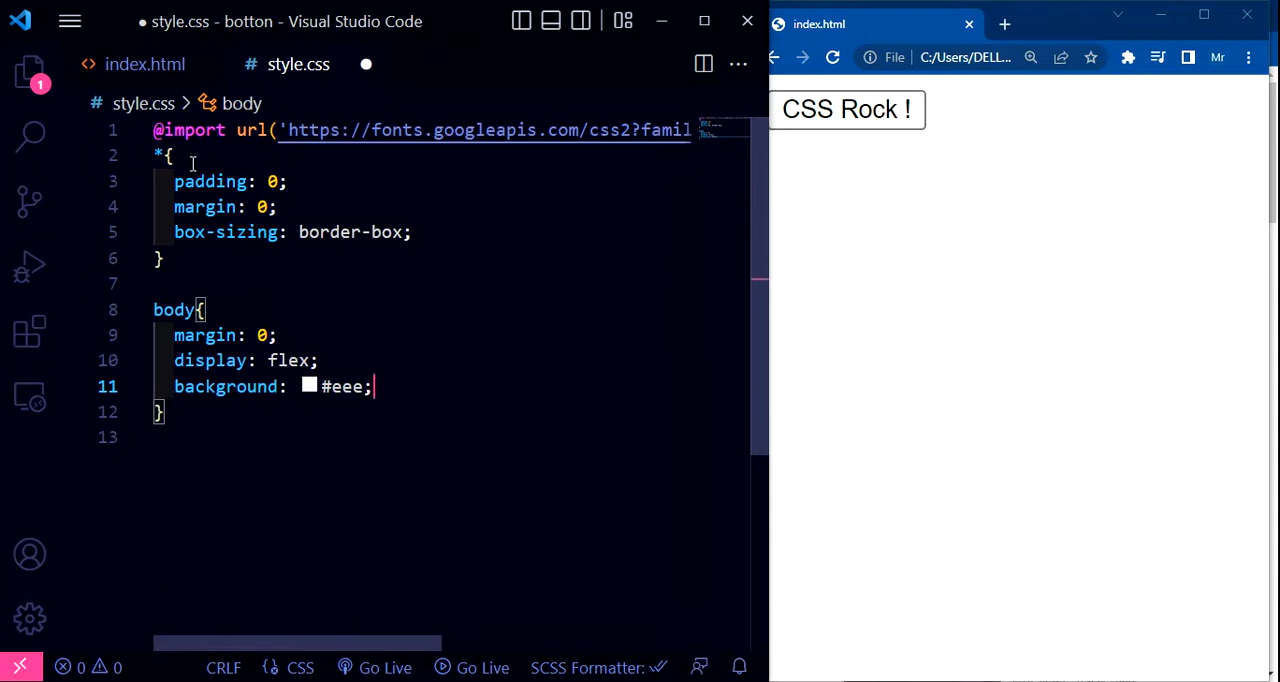 style.css - botton - Visual Studio Code
index.html
style.css
style.css > body
1 @import url('https://fonts.googleapis.com/css2?famil
2 *{
3 padding: 0;
4 margin: 0;
5 box-sizing: border-box;
6 }
7
8 body{
9 margin: 0;
10 display: flex;
11 background: #eee;
12 }
13
1
0 0 CRLF CSS Go Live Go Live SCSS Formatter:
index.html
File C:/Users/DELL... Mr
CSS Rock !